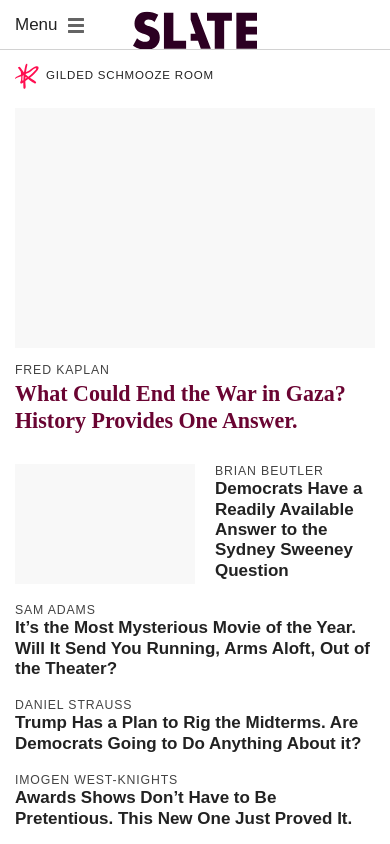 Menu
SLATE
GILDED SCHMOOZE ROOM
FRED KAPLAN
What Could End the War in Gaza?
History Provides One Answer.
BRIAN BEUTLER
Democrats Have a
Readily Available
Answer to the
Sydney Sweeney
Question
SAM ADAMS
It’s the Most Mysterious Movie of the Year.
Will It Send You Running, Arms Aloft, Out of
the Theater?
DANIEL STRAUSS
Trump Has a Plan to Rig the Midterms. Are
Democrats Going to Do Anything About it?
IMOGEN WEST-KNIGHTS
Awards Shows Don’t Have to Be
Pretentious. This New One Just Proved It.